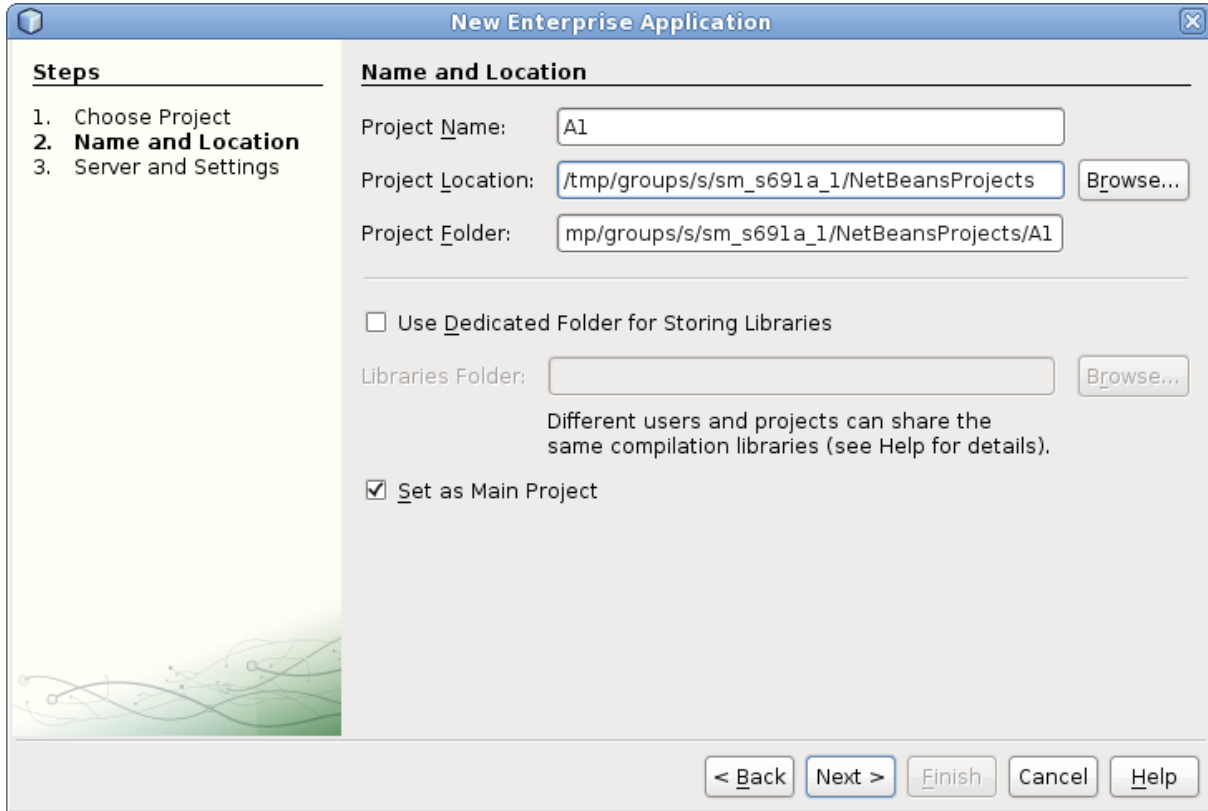 New Enterprise Application
Steps
1. Choose Project
2. Name and Location
3. Server and Settings
Name and Location
Project Name: A1
Project Location: /tmp/groups/s/sm_s691a_1/NetBeansProjects Browse...
Project Folder: mp/groups/s/sm_s691a_1/NetBeansProjects/A1
Use Dedicated Folder for Storing Libraries
Libraries Folder: Browse...
Different users and projects can share the
same compilation libraries (see Help for details).
Set as Main Project
< Back Next > Finish Cancel Help